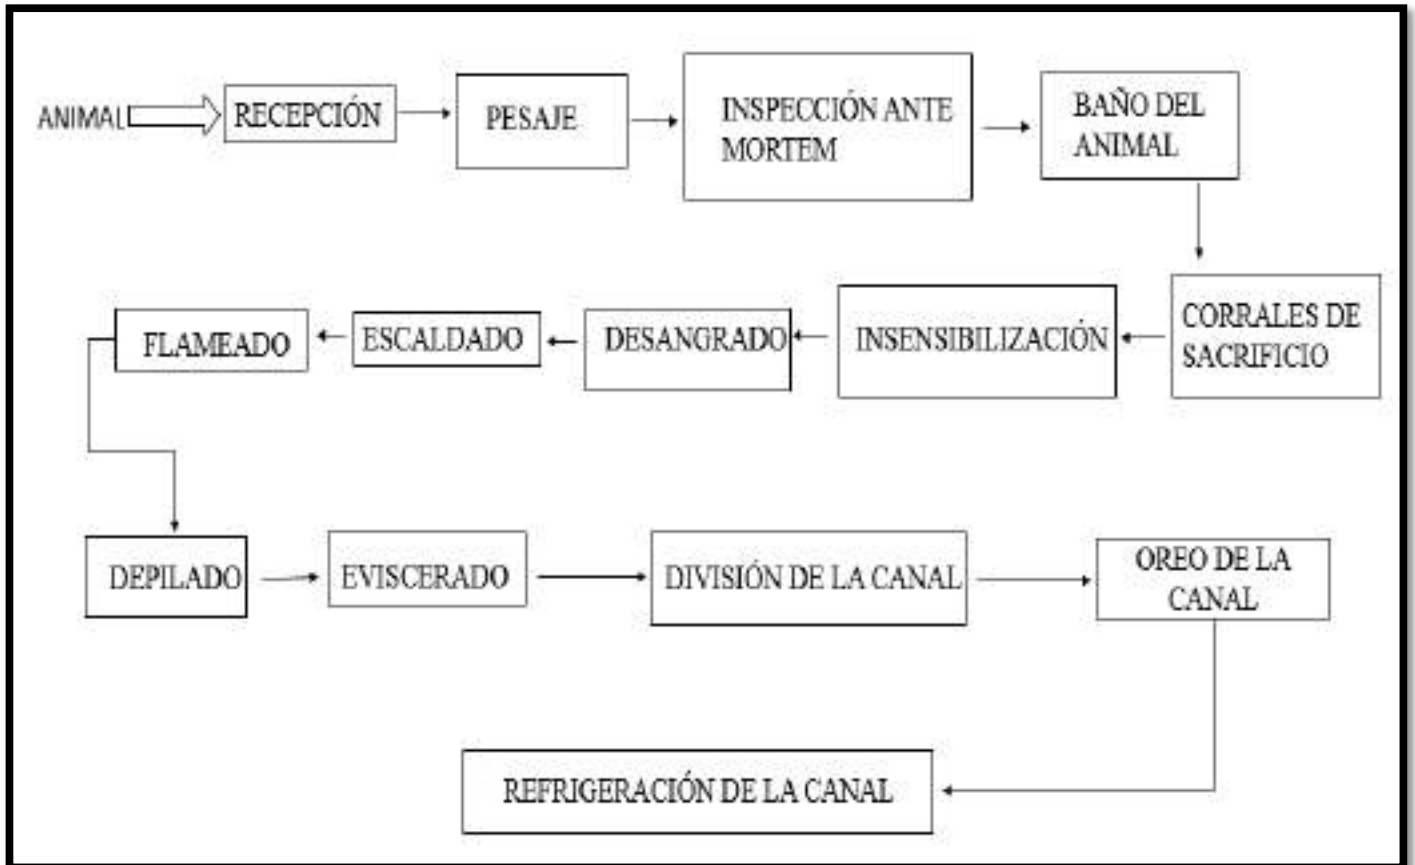 ANIMAL
RECEPCIÓN
PESAJE
INSPECCIÓN ANTE
MORTEM
BAÑO DEL
ANIMAL
CORRALES DE
SACRIFICIO
INSENSIBILIZACIÓN
DESANGRADO
ESCALDADO
FLAMEADO
DEPILADO
EVISCERADO
DIVISIÓN DE LA CANAL
OREO DE LA
CANAL
REFRIGERACIÓN DE LA CANAL